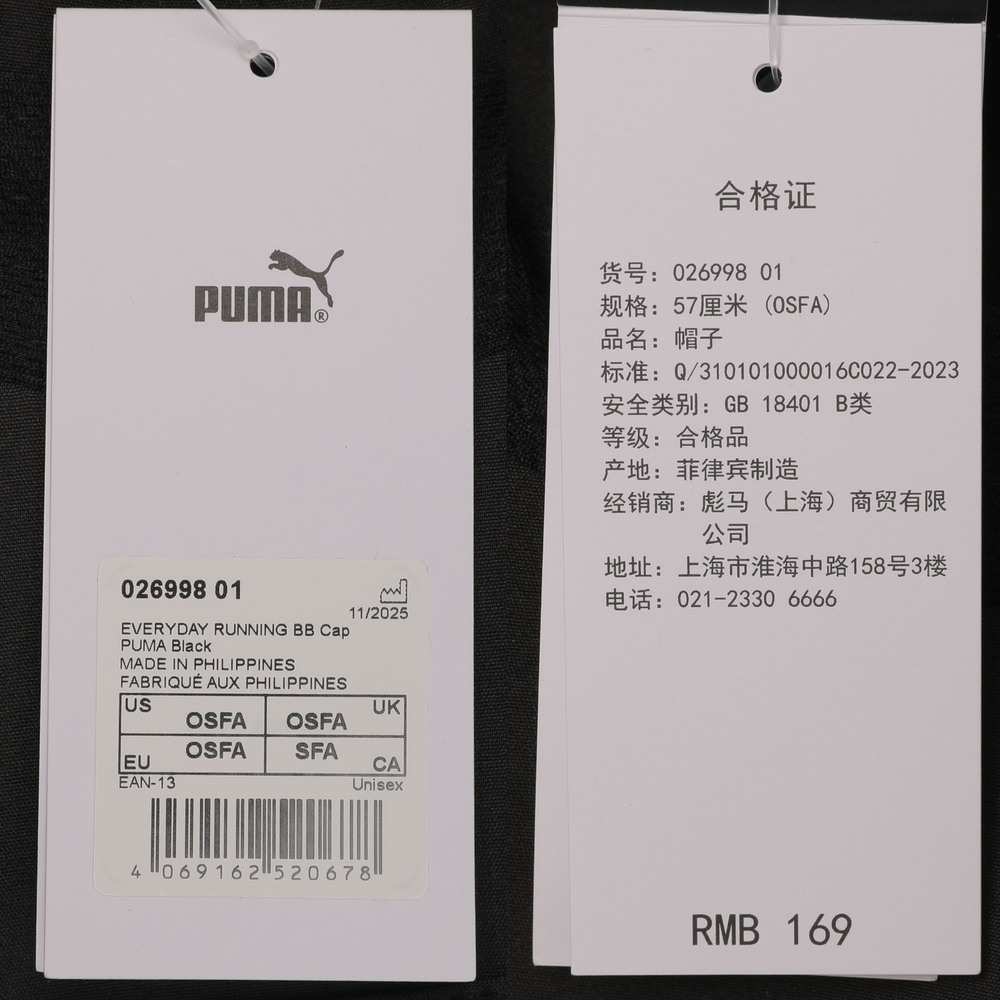 PUMA®
026998 01
11/2025
EVERYDAY RUNNING BB Cap
PUMA Black
MADE IN PHILIPPINES
FABRIQUÉ AUX PHILIPPINES
US OSFA OSFA UK
EU OSFA SFA CA
EAN-13 Unisex
4 069162 520678
合格证
货号：026998 01
规格：57厘米 (OSFA)
品名：帽子
标准：Q/310101000016C022-2023
安全类别：GB 18401 B类
等级：合格品
产地：菲律宾制造
经销商：彪马（上海）商贸有限
公司
地址：上海市淮海中路158号3楼
电话：021-2330 6666
RMB 169